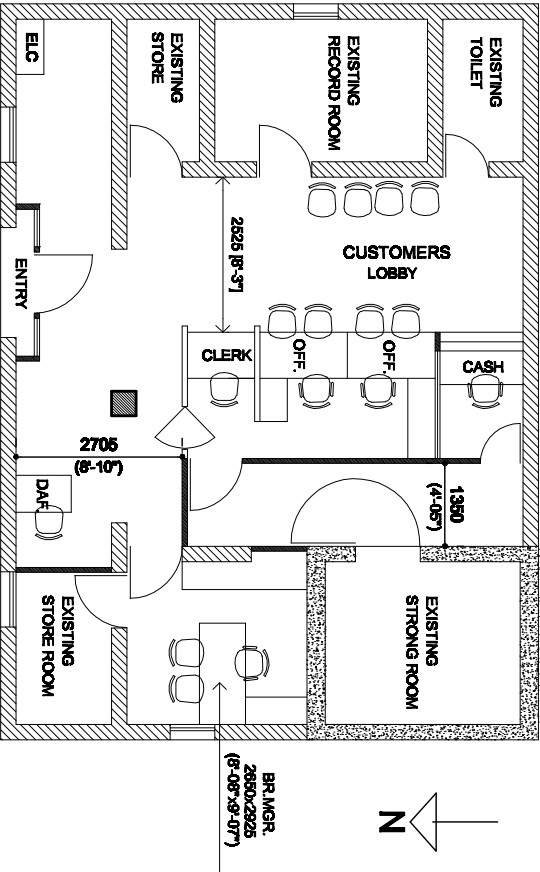 ELC
EXISTING
STORE
EXISTING
RECORD ROOM
EXISTING
TOILET
CUSTOMERS
LOBBY
2525 [8'-3"]
ENTRY
CLERK
OFF.
OFF.
CASH
2705
(8'-10")
1350
(4'-05")
DAF.
EXISTING
STORE ROOM
EXISTING
STRONG ROOM
BR.MGR.
2650x2925
(8'-08"x9'-07")
N